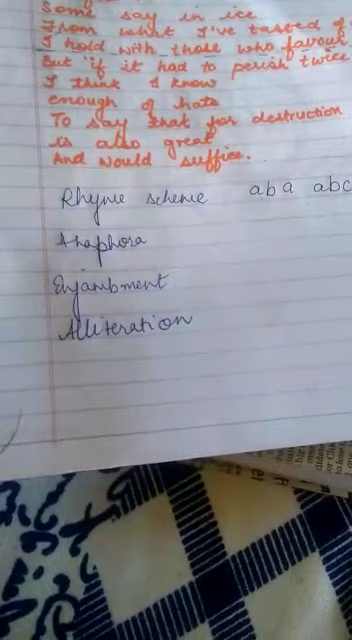 Some say in ice
From what I've tasted of
I hold with those who favour
But if it had to perish twice
I think I know
enough of hate
To say that for destruction
is also great
And would suffice.
Rhyme scheme aba abc
Anaphora
Enjambment
Alliteration